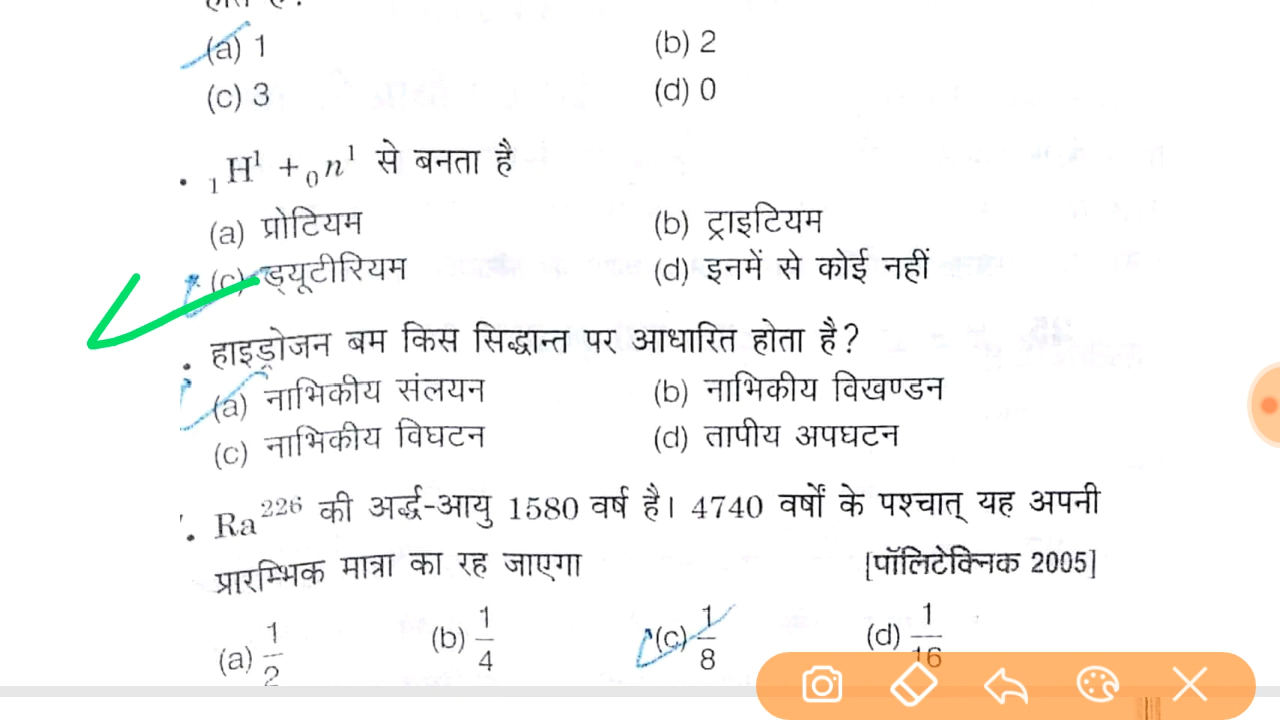 होते हैं?
(a) 1 (b) 2
(c) 3 (d) 0
• ₁H¹ + ₀n¹ से बनता है
(a) प्रोटियम (b) ट्राइटियम
(c) ड्यूटीरियम (d) इनमें से कोई नहीं
• हाइड्रोजन बम किस सिद्धान्त पर आधारित होता है?
(a) नाभिकीय संलयन (b) नाभिकीय विखण्डन
(c) नाभिकीय विघटन (d) तापीय अपघटन
. Ra²²⁶ की अर्द्ध-आयु 1580 वर्ष है। 4740 वर्षों के पश्चात् यह अपनी
प्रारम्भिक मात्रा का रह जाएगा [पॉलिटेक्निक 2005]
(a) 1/2 (b) 1/4 (c) 1/8 (d) 1/16